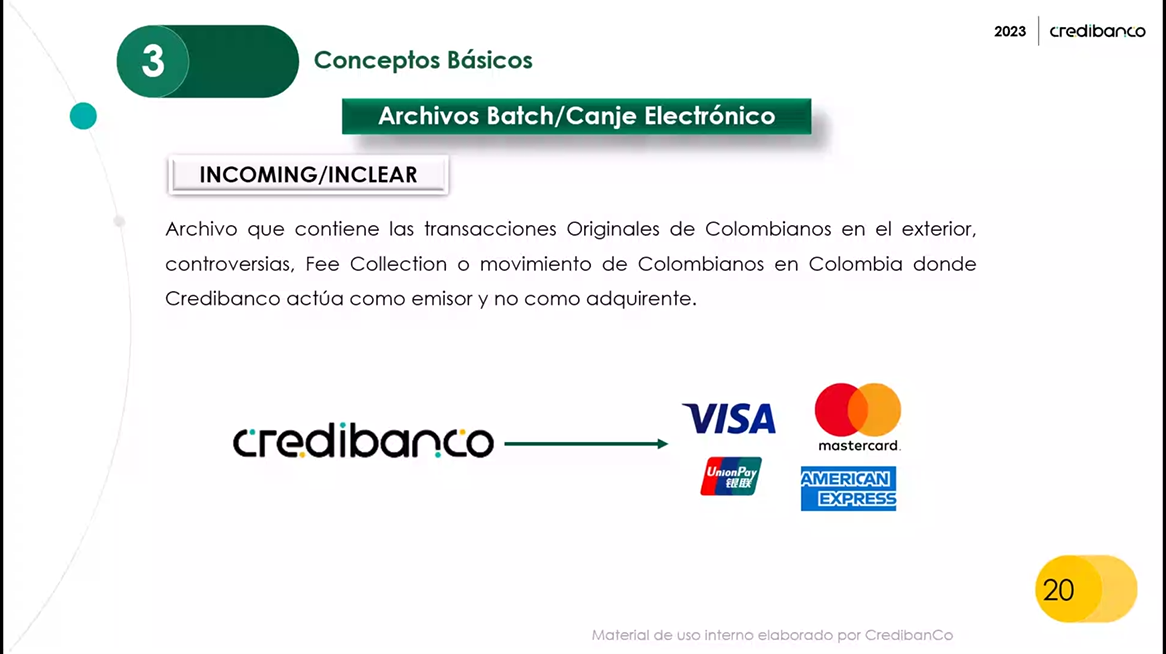 2023 credibanco
3
Conceptos Básicos
Archivos Batch/Canje Electrónico
INCOMING/INCLEAR
Archivo que contiene las transacciones Originales de Colombianos en el exterior,
controversias, Fee Collection o movimiento de Colombianos en Colombia donde
Credibanco actúa como emisor y no como adquirente.
credibanco
VISA
mastercard.
UnionPay
银联
AMERICAN
EXPRESS
20
Material de uso interno elaborado por CredibanCo